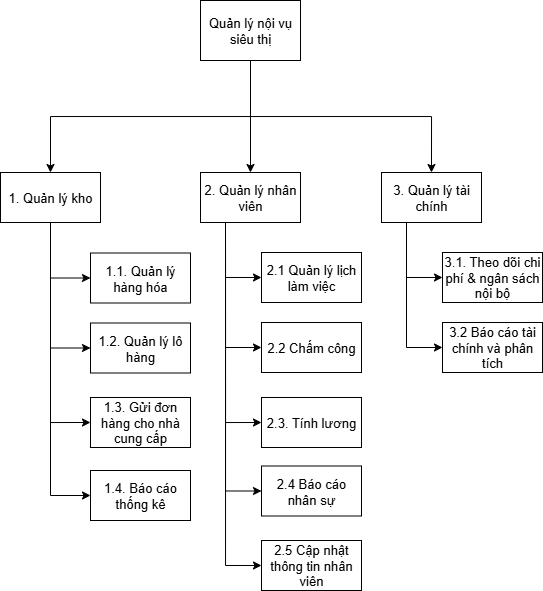 Quản lý nội vụ
siêu thị
1. Quản lý kho
2. Quản lý nhân
viên
3. Quản lý tài
chính
1.1. Quản lý
hàng hóa
1.2. Quản lý lô
hàng
1.3. Gửi đơn
hàng cho nhà
cung cấp
1.4. Báo cáo
thống kê
2.1 Quản lý lịch
làm việc
2.2 Chấm công
2.3. Tính lương
2.4 Báo cáo
nhân sự
2.5 Cập nhật
thông tin nhân
viên
3.1. Theo dõi chi
phí & ngân sách
nội bộ
3.2 Báo cáo tài
chính và phân
tích